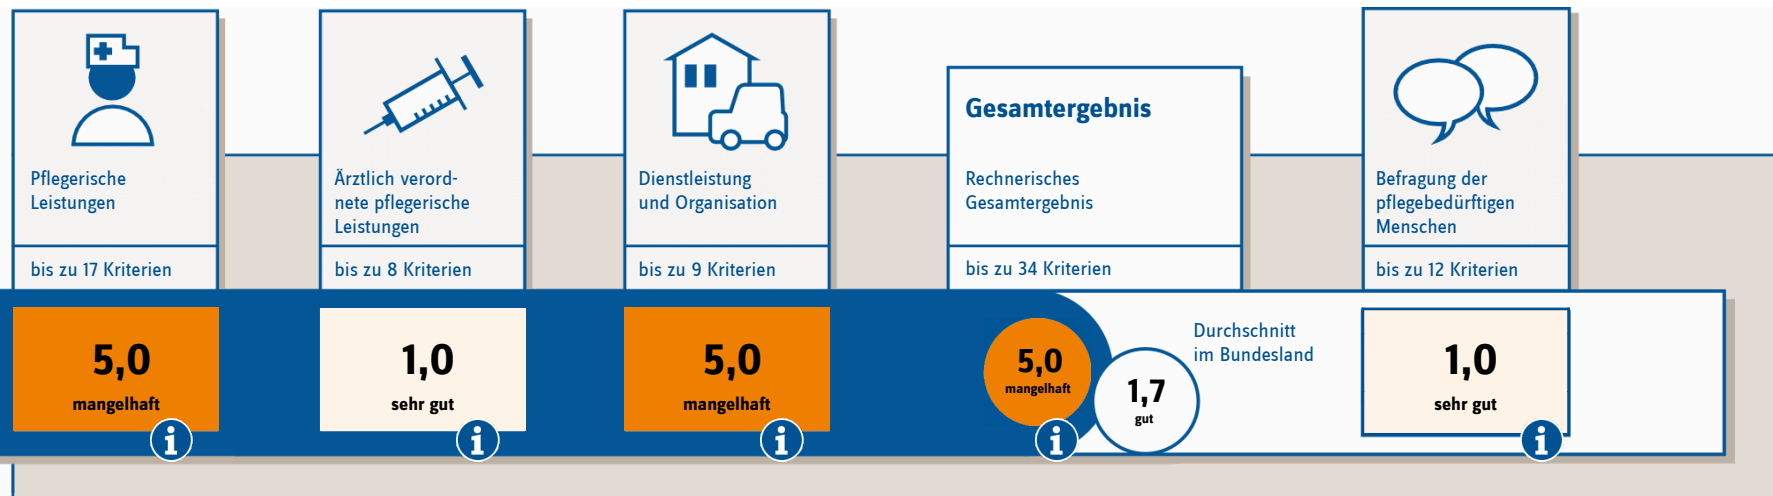 Pflegerische
Leistungen
bis zu 17 Kriterien
5,0
mangelhaft
i
Ärztlich verord-
nete pflegerische
Leistungen
bis zu 8 Kriterien
1,0
sehr gut
i
Dienstleistung
und Organisation
bis zu 9 Kriterien
5,0
mangelhaft
i
Gesamtergebnis
Rechnerisches
Gesamtergebnis
bis zu 34 Kriterien
5,0
mangelhaft
i
1,7
gut
Durchschnitt
im Bundesland
Befragung der
pflegebedürftigen
Menschen
bis zu 12 Kriterien
1,0
sehr gut
i